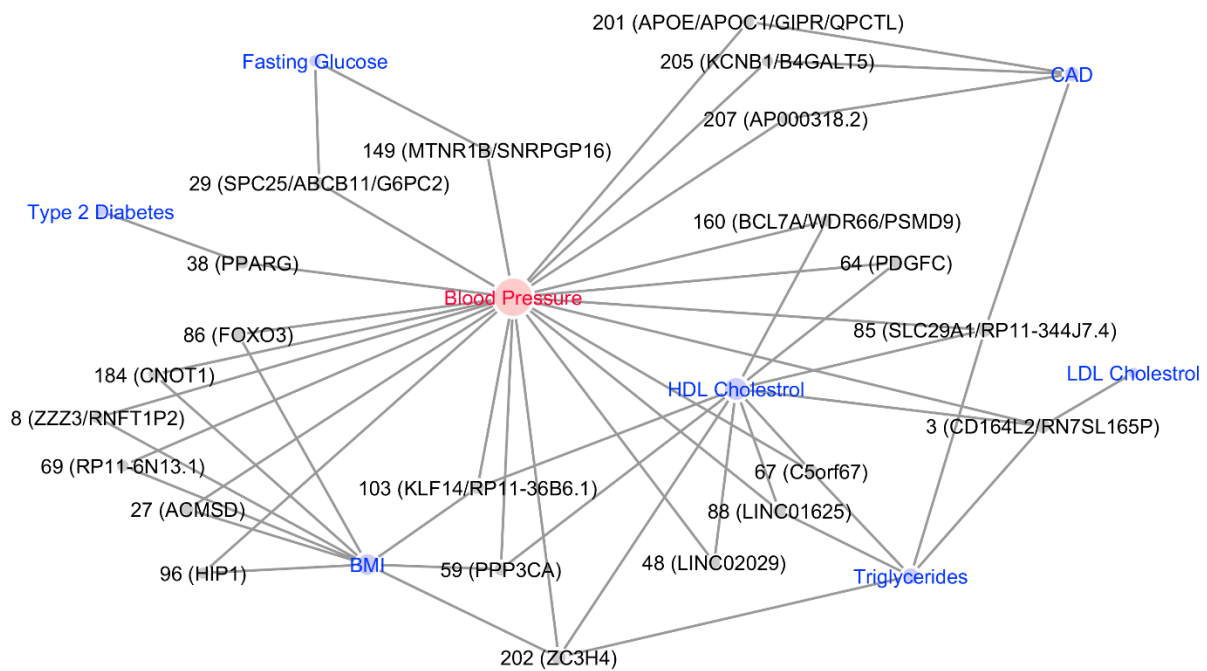 201 (APOE/APOC1/GIPR/QPCTL)
Fasting Glucose
205 (KCNB1/B4GALT5)
CAD
207 (AP000318.2)
149 (MTNR1B/SNRPGP16)
29 (SPC25/ABCB11/G6PC2)
Type 2 Diabetes
160 (BCL7A/WDR66/PSMD9)
38 (PPARG)
64 (PDGFC)
Blood Pressure
86 (FOXO3)
85 (SLC29A1/RP11-344J7.4)
184 (CNOT1)
LDL Cholestrol
HDL Cholestrol
8 (ZZZ3/RNFT1P2)
3 (CD164L2/RN7SL165P)
69 (RP11-6N13.1)
67 (C5orf67)
103 (KLF14/RP11-36B6.1)
27 (ACMSD)
88 (LINC01625)
48 (LINC02029)
BMI
59 (PPP3CA)
96 (HIP1)
Triglycerides
202 (ZC3H4)